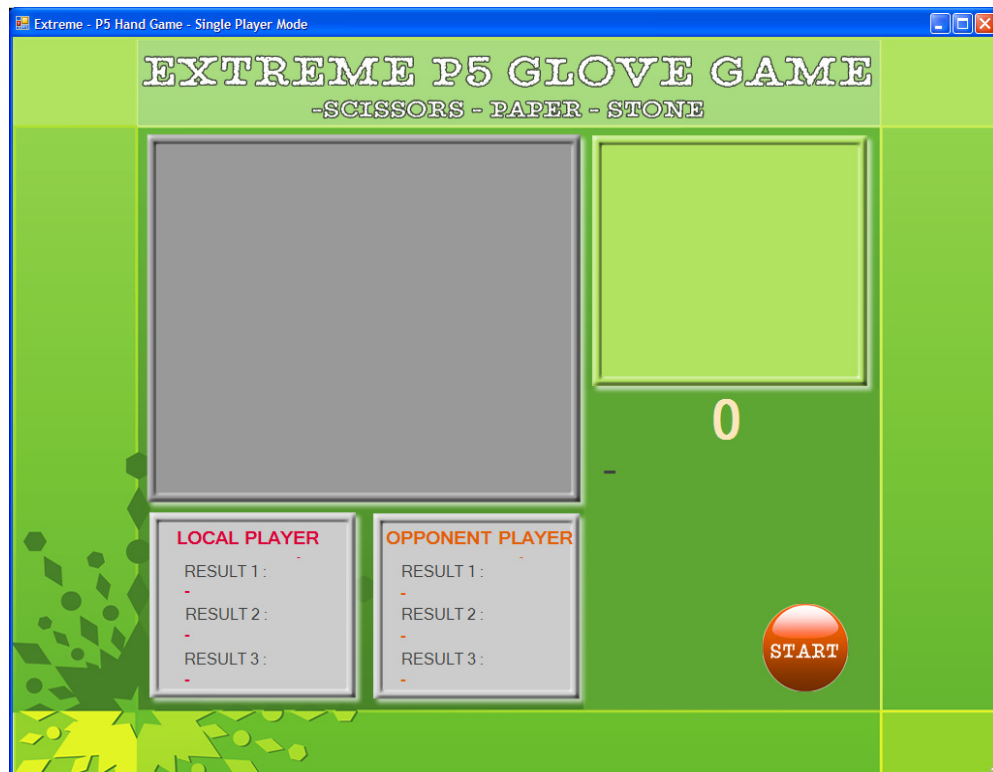 Extreme - P5 Hand Game - Single Player Mode
EXTREME P5 GLOVE GAME
-SCISSORS - PAPER - STONE
0
-
LOCAL PLAYER
-
RESULT 1 :
-
RESULT 2 :
-
RESULT 3 :
-
OPPONENT PLAYER
-
RESULT 1 :
-
RESULT 2 :
-
RESULT 3 :
-
START